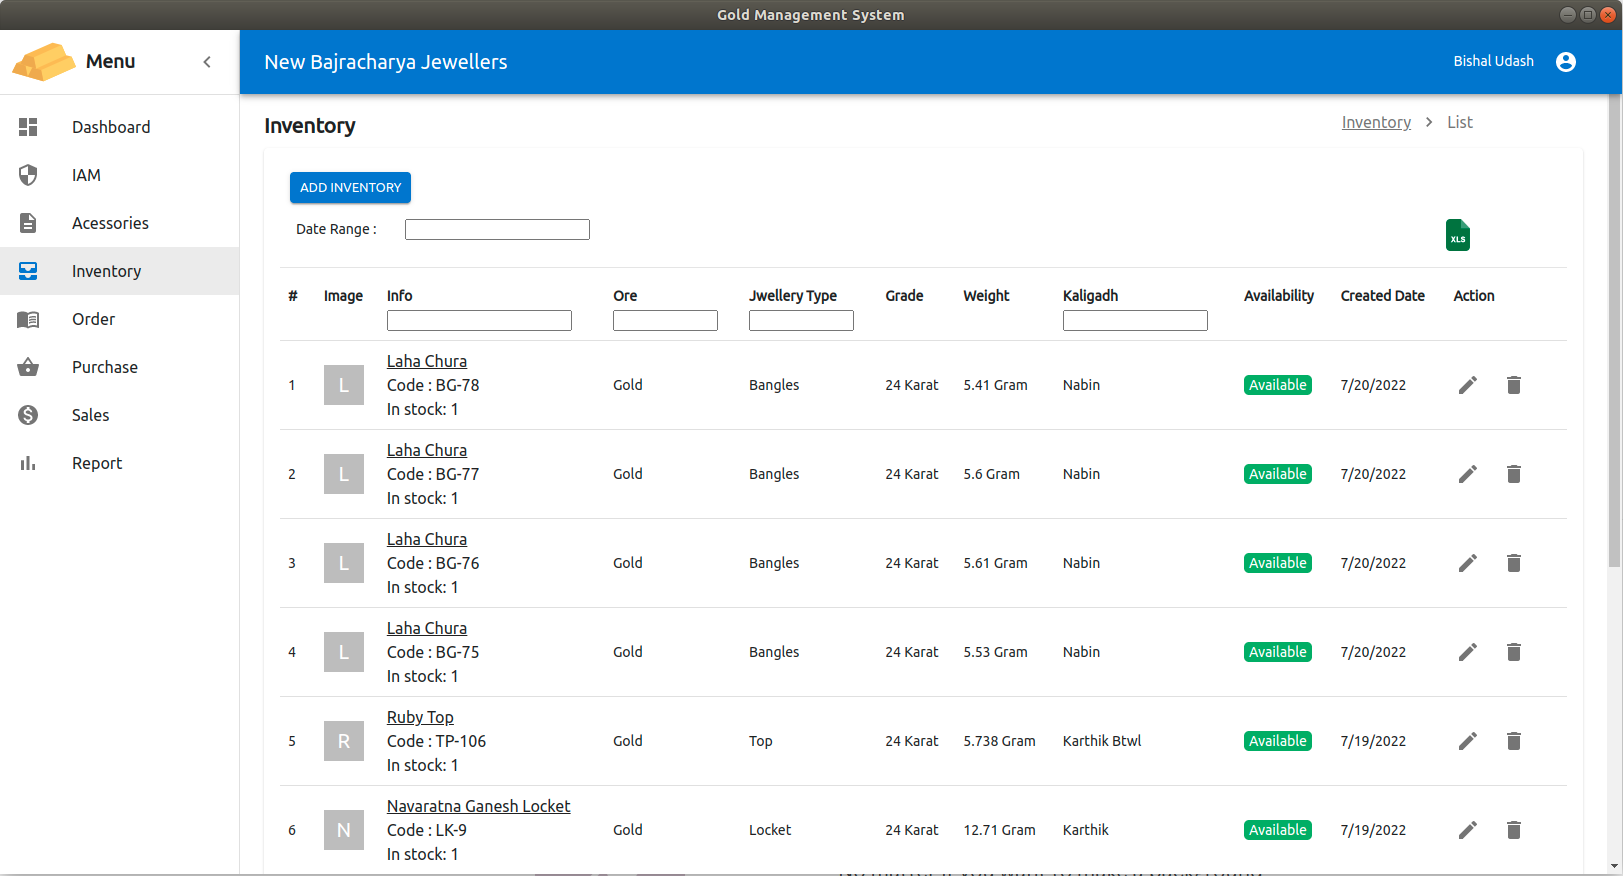 Gold Management System
Menu
New Bajracharya Jewellers
Bishal Udash
Dashboard
IAM
Acessories
Inventory
Order
Purchase
Sales
Report
Inventory
Inventory > List
ADD INVENTORY
Date Range :
XLS
# Image Info Ore Jwellery Type Grade Weight Kaligadh Availability Created Date Action
Laha Chura
1 L Code : BG-78 Gold Bangles 24 Karat 5.41 Gram Nabin Available 7/20/2022
In stock: 1
Laha Chura
2 L Code : BG-77 Gold Bangles 24 Karat 5.6 Gram Nabin Available 7/20/2022
In stock: 1
Laha Chura
3 L Code : BG-76 Gold Bangles 24 Karat 5.61 Gram Nabin Available 7/20/2022
In stock: 1
Laha Chura
4 L Code : BG-75 Gold Bangles 24 Karat 5.53 Gram Nabin Available 7/20/2022
In stock: 1
Ruby Top
5 R Code : TP-106 Gold Top 24 Karat 5.738 Gram Karthik Btwl Available 7/19/2022
In stock: 1
Navaratna Ganesh Locket
6 N Code : LK-9 Gold Locket 24 Karat 12.71 Gram Karthik Available 7/19/2022
In stock: 1